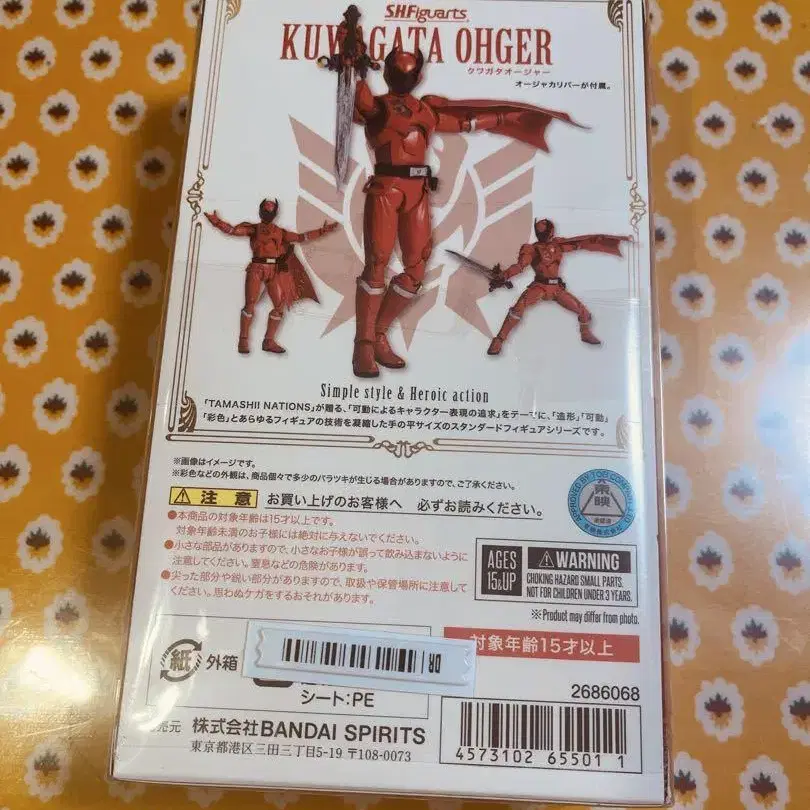 S.H.Figuarts
KUWAGATA OHGER
クワガタオージャー
オージャカリバーが付属。
Simple style & Heroic action
「TAMASHII NATIONS」が贈る、「可動によるキャラクター表現の追求」をテーマに、「造形」「可動」
「彩色」とあらゆるフィギュアの技術を凝縮した手の平サイズのスタンダードフィギュアシリーズです。
※画像はイメージです。
※彩色などの外観は、商品個々で多少のバラツキが生じる場合がありますので、ご了承ください。
注意 お買い上げのお客様へ 必ずお読みください。
●本商品の対象年齢は15才以上です。
対象年齢未満のお子様には絶対に与えないでください。
●小さな部品がありますので、小さなお子様が誤って飲み込まないように
注意してください。窒息などの危険があります。
●尖った部分や鋭い部分がありますので、取扱や保管場所に注意して
ください。思わぬケガをするおそれがあります。
東映
AGES
15&UP
WARNING
CHOKING HAZARD SMALL PARTS.
NOT FOR CHILDREN UNDER 3 YEARS.
※Product may differ from photo.
対象年齢15才以上
紙 外箱
シート:PE
2686068
売元 株式会社BANDAI SPIRITS
東京都港区三田三丁目5-19 〒108-0073
4573102 65501 1